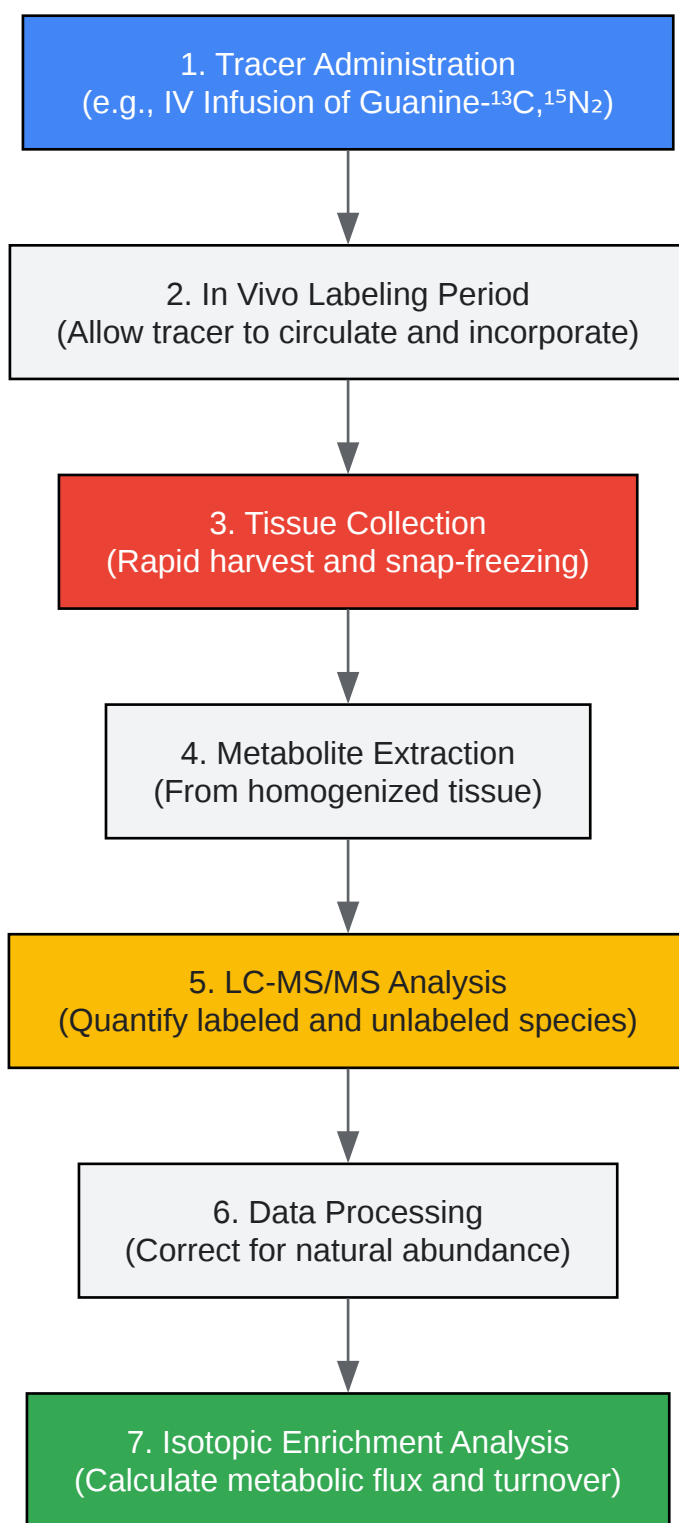 1. Tracer Administration
(e.g., IV Infusion of Guanine-¹³C,¹⁵N₂)
2. In Vivo Labeling Period
(Allow tracer to circulate and incorporate)
3. Tissue Collection
(Rapid harvest and snap-freezing)
4. Metabolite Extraction
(From homogenized tissue)
5. LC-MS/MS Analysis
(Quantify labeled and unlabeled species)
6. Data Processing
(Correct for natural abundance)
7. Isotopic Enrichment Analysis
(Calculate metabolic flux and turnover)